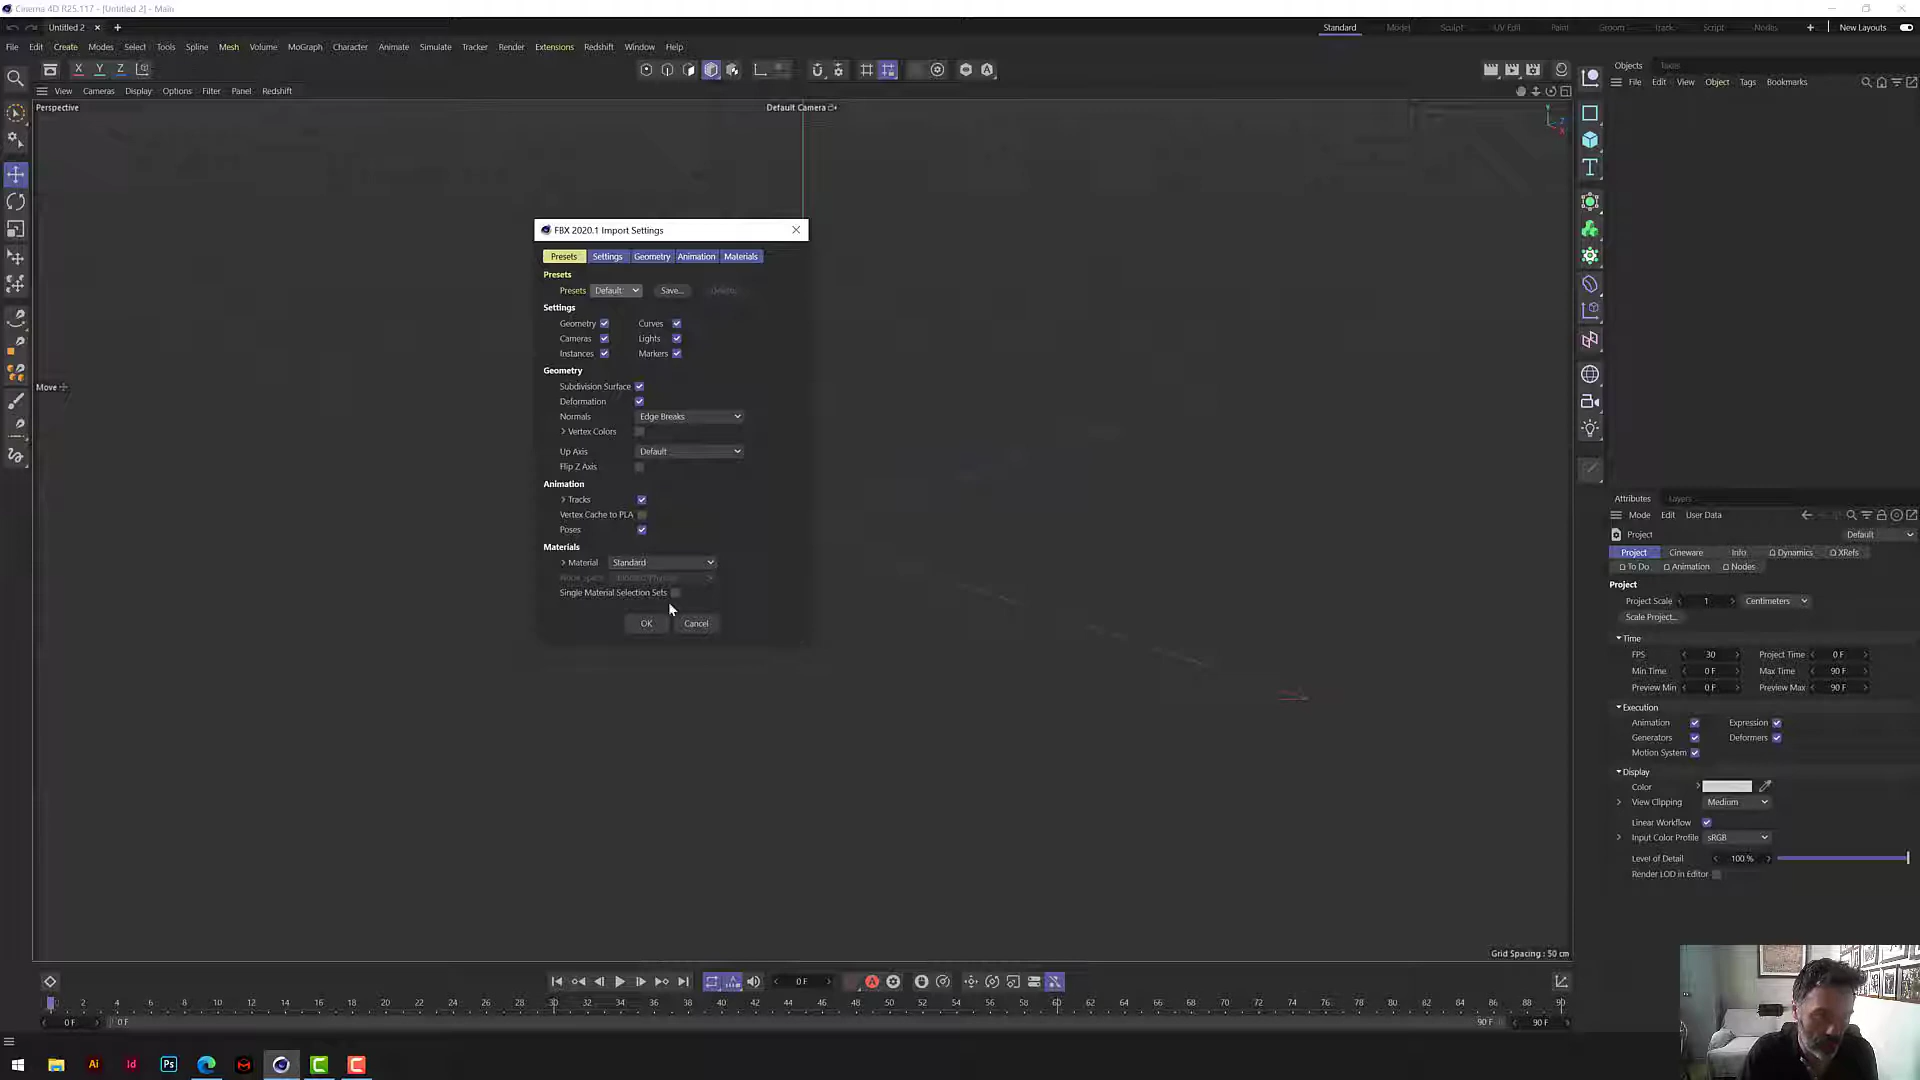 Cinema 4D R25.117 - [Untitled 2] - Main
Untitled 2
Standard Model Sculpt UV Edit Paint Groom Track Script Nodes New Layouts
File Edit Create Modes Select Tools Spline Mesh Volume MoGraph Character Animate Simulate Tracker Render Extensions Redshift Window Help
X Y Z
View Cameras Display Options Filter Panel Redshift
Perspective
Default Camera
Move
FBX 2020.1 Import Settings
Presets Settings Geometry Animation Materials
Presets
Presets Default Save...
Settings
Geometry Curves
Cameras Lights
Instances Markers
Geometry
Subdivision Surface
Deformation
Normals Edge Breaks
Vertex Colors
Up Axis Default
Flip Z Axis
Animation
Tracks
Vertex Cache to PLA
Poses
Materials
Material Standard
Single Material Selection Sets
OK Cancel
Y
Z
X
Objects Takes
File Edit View Object Tags Bookmarks
Attributes Layers
Mode Edit User Data
Project Default
Project Cineware Info Dynamics XRefs
To Do Animation Nodes
Project
Project Scale 1 Centimeters
Scale Project...
Time
FPS 30 Project Time 0 F
Min Time 0 F Max Time 90 F
Preview Min 0 F Preview Max 90 F
Execution
Animation Expression
Generators Deformers
Motion System
Display
Color
View Clipping Medium
Linear Workflow
Input Color Profile sRGB
Level of Detail 100 %
Render LOD in Editor
Grid Spacing : 50 cm
0 F
0 2 4 6 8 10 12 14 16 18 20 22 24 26 28 30 32 34 36 38 40 42 44 46 48 50 52 54 56 58 60 62 64 66 68 70 72 74 76 78 80 82 84 86 88 90
0 F 0 F 90 F 90 F
Ai Id Ps